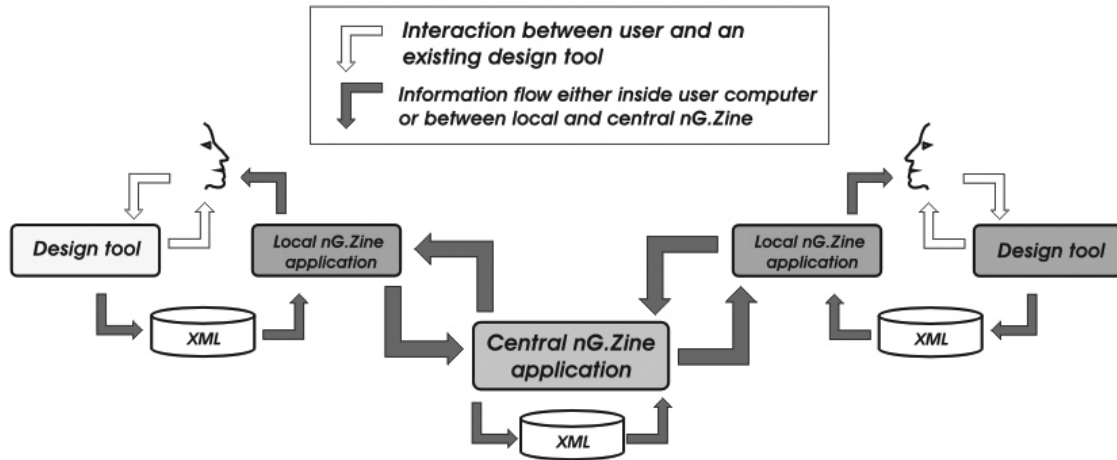 Interaction between user and an
existing design tool
Information flow either inside user computer
or between local and central nG.Zine
Design tool
Local nG.Zine
application
Local nG.Zine
application
Design tool
XML
XML
Central nG.Zine
application
XML